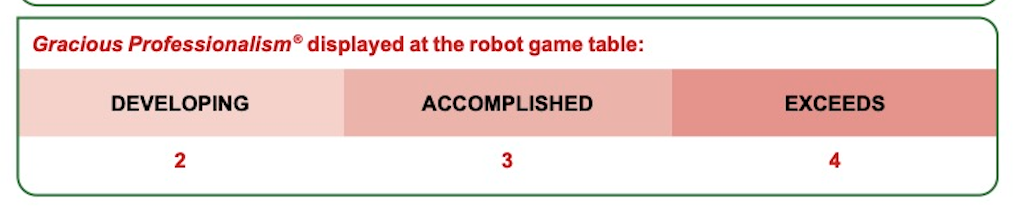 Gracious Professionalism® displayed at the robot game table:
DEVELOPING ACCOMPLISHED EXCEEDS
2 3 4